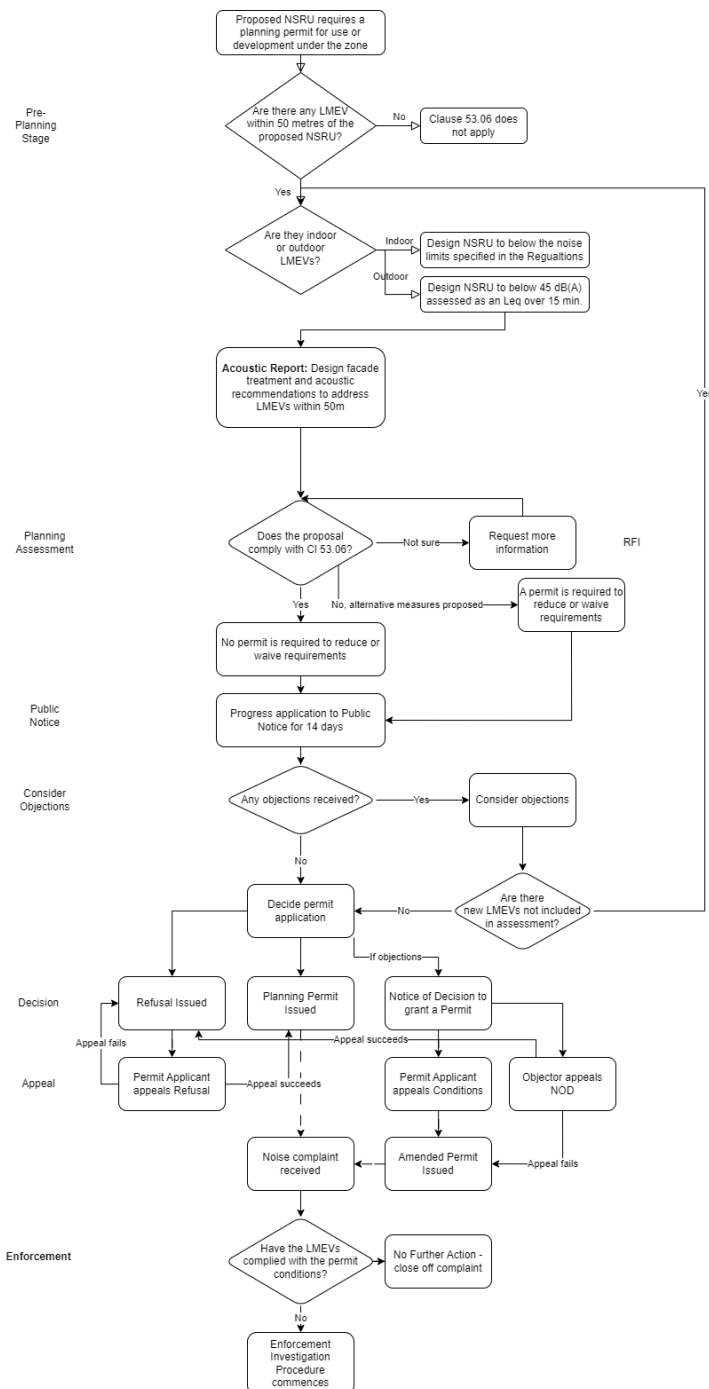 Proposed NSRU requires a
planning permit for use or
development under the zone
Pre-
Planning
Stage
Are there any LMEV
within 50 metres of the
proposed NSRU?
No
Clause 53.06 does
not apply
Yes
Are they indoor
or outdoor
LMEVs?
Indoor
Design NSRU to below the noise
limits specified in the Regualtions
Outdoor
Design NSRU to below 45 dB(A)
assessed as an Leq over 15 min.
Acoustic Report: Design facade
treatment and acoustic
recommendations to address
LMEVs within 50m
Yes
Planning
Assessment
Does the proposal
comply with Cl 53.06?
Not sure
Request more
information
RFI
Yes
No, alternative measures proposed
A permit is required to
reduce or waive
requirements
No permit is required to reduce or
waive requirements
Public
Notice
Progress application to Public
Notice for 14 days
Consider
Objections
Any objections received?
Yes
Consider objections
No
Are there
new LMEVs not included
in assessment?
No
Decide permit
application
If objections
Decision
Refusal Issued
Planning Permit
Issued
Notice of Decision to
grant a Permit
Appeal fails
Appeal succeeds
Appeal
Permit Applicant
appeals Refusal
Appeal succeeds
Permit Applicant
appeals Conditions
Objector appeals
NOD
Noise complaint
received
Amended Permit
Issued
Appeal fails
Enforcement
Have the LMEVs
complied with the permit
conditions?
No Further Action -
close off complaint
No
Enforcement
Investigation
Procedure
commences